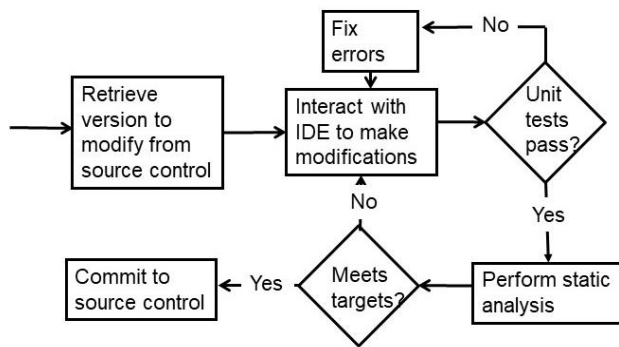 Fix
errors
No
Retrieve
version to
modify from
source control
Interact with
IDE to make
modifications
Unit
tests
pass?
No
Yes
Commit to
source control
Yes
Meets
targets?
Perform static
analysis